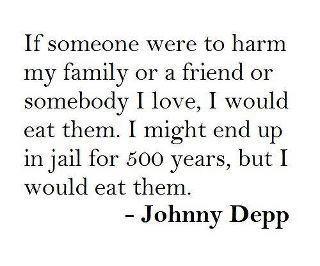 If someone were to harm
my family or a friend or
somebody I love, I would
eat them. I might end up
in jail for 500 years, but I
would eat them.
- Johnny Depp